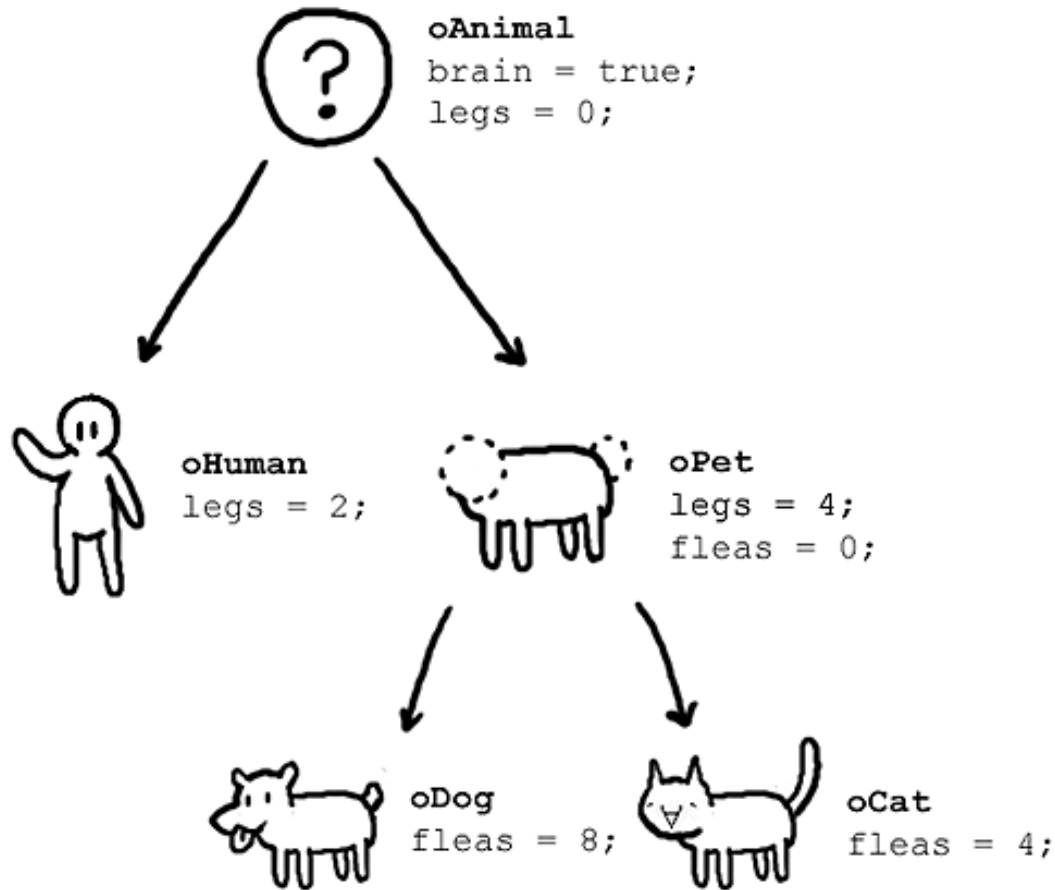 ?
oAnimal
brain = true;
legs = 0;
oHuman
legs = 2;
oPet
legs = 4;
fleas = 0;
oDog
fleas = 8;
oCat
fleas = 4;